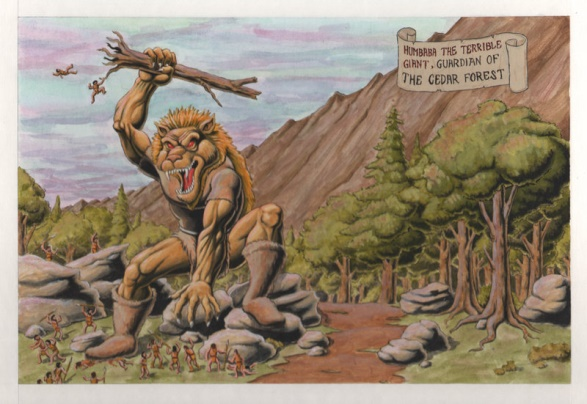 HUMBABA THE TERRIBLE
GIANT, GUARDIAN OF
THE CEDAR FOREST